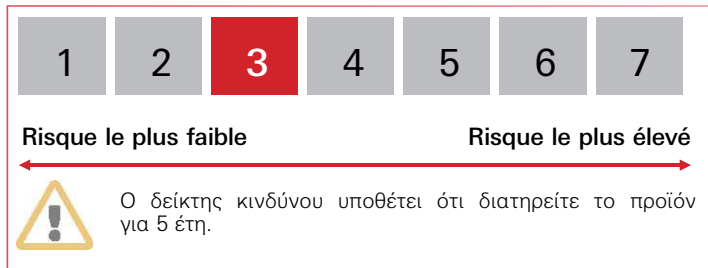 1 2 3 4 5 6 7
Risque le plus faible Risque le plus élevé
Ο δείκτης κινδύνου υποθέτει ότι διατηρείτε το προϊόν
για 5 έτη.